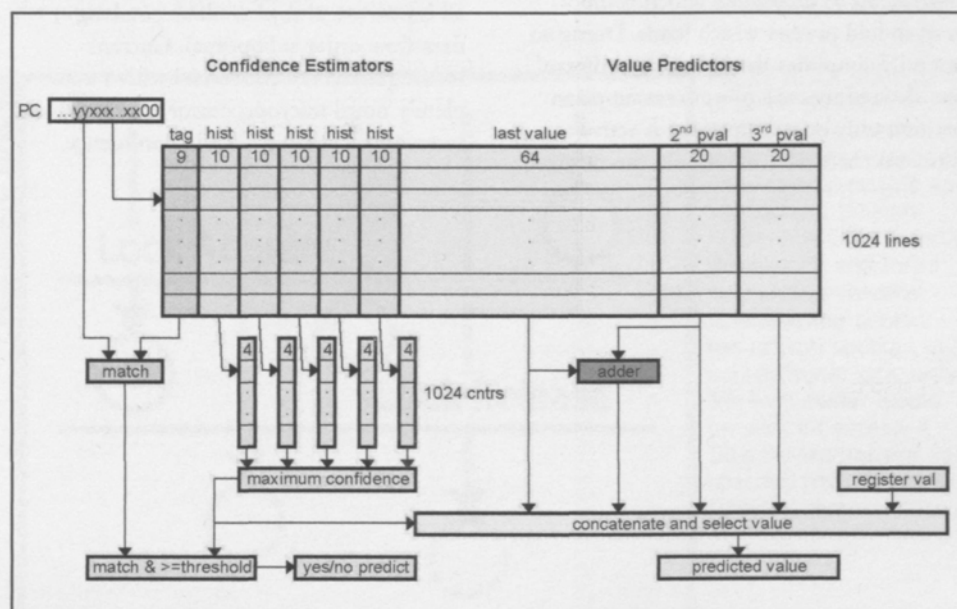 Confidence Estimators Value Predictors
PC ...yyxxx..xx00
tag hist hist hist hist hist last value 2nd pval 3rd pval
9 10 10 10 10 10 64 20 20
1024 lines
match 4 4 4 4 4 adder
1024 cntrs
maximum confidence
register val
concatenate and select value
match & >=threshold yes/no predict predicted value